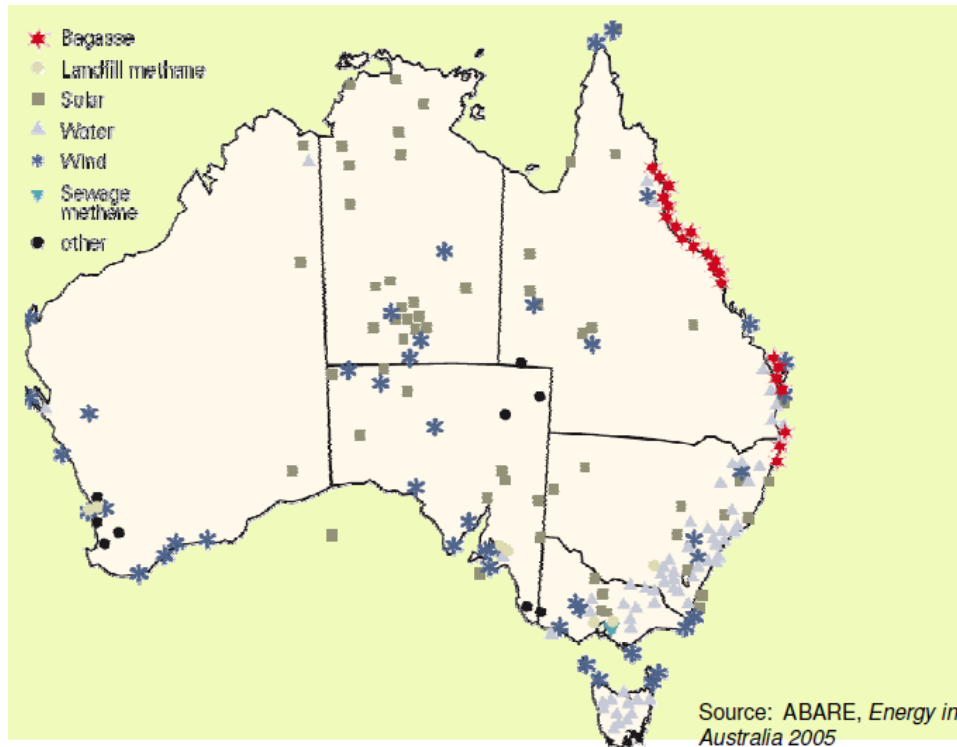 Bagasse
Landfill methane
Solar
Water
Wind
Sewage
methane
other
Source: ABARE, Energy in
Australia 2005